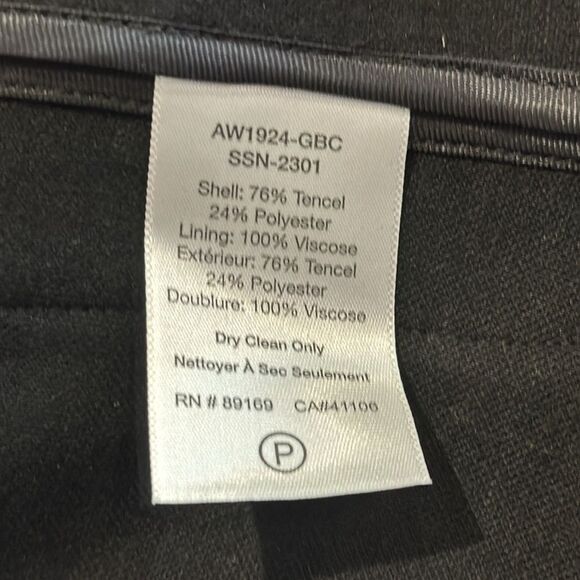 AW1924-GBC
SSN-2301
Shell: 76% Tencel
24% Polyester
Lining: 100% Viscose
Extérieur: 76% Tencel
24% Polyester
Doublure: 100% Viscose
Dry Clean Only
Nettoyer À Sec Seulement
RN # 89169 CA#41106
P